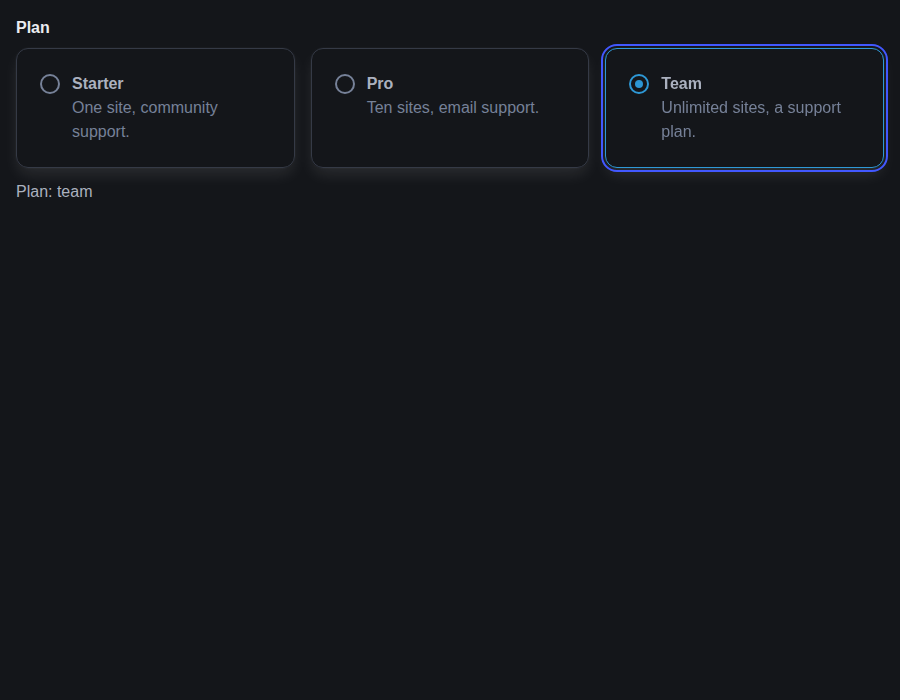 Plan
Starter
One site, community
support.
Pro
Ten sites, email support.
Team
Unlimited sites, a support
plan.
Plan: team